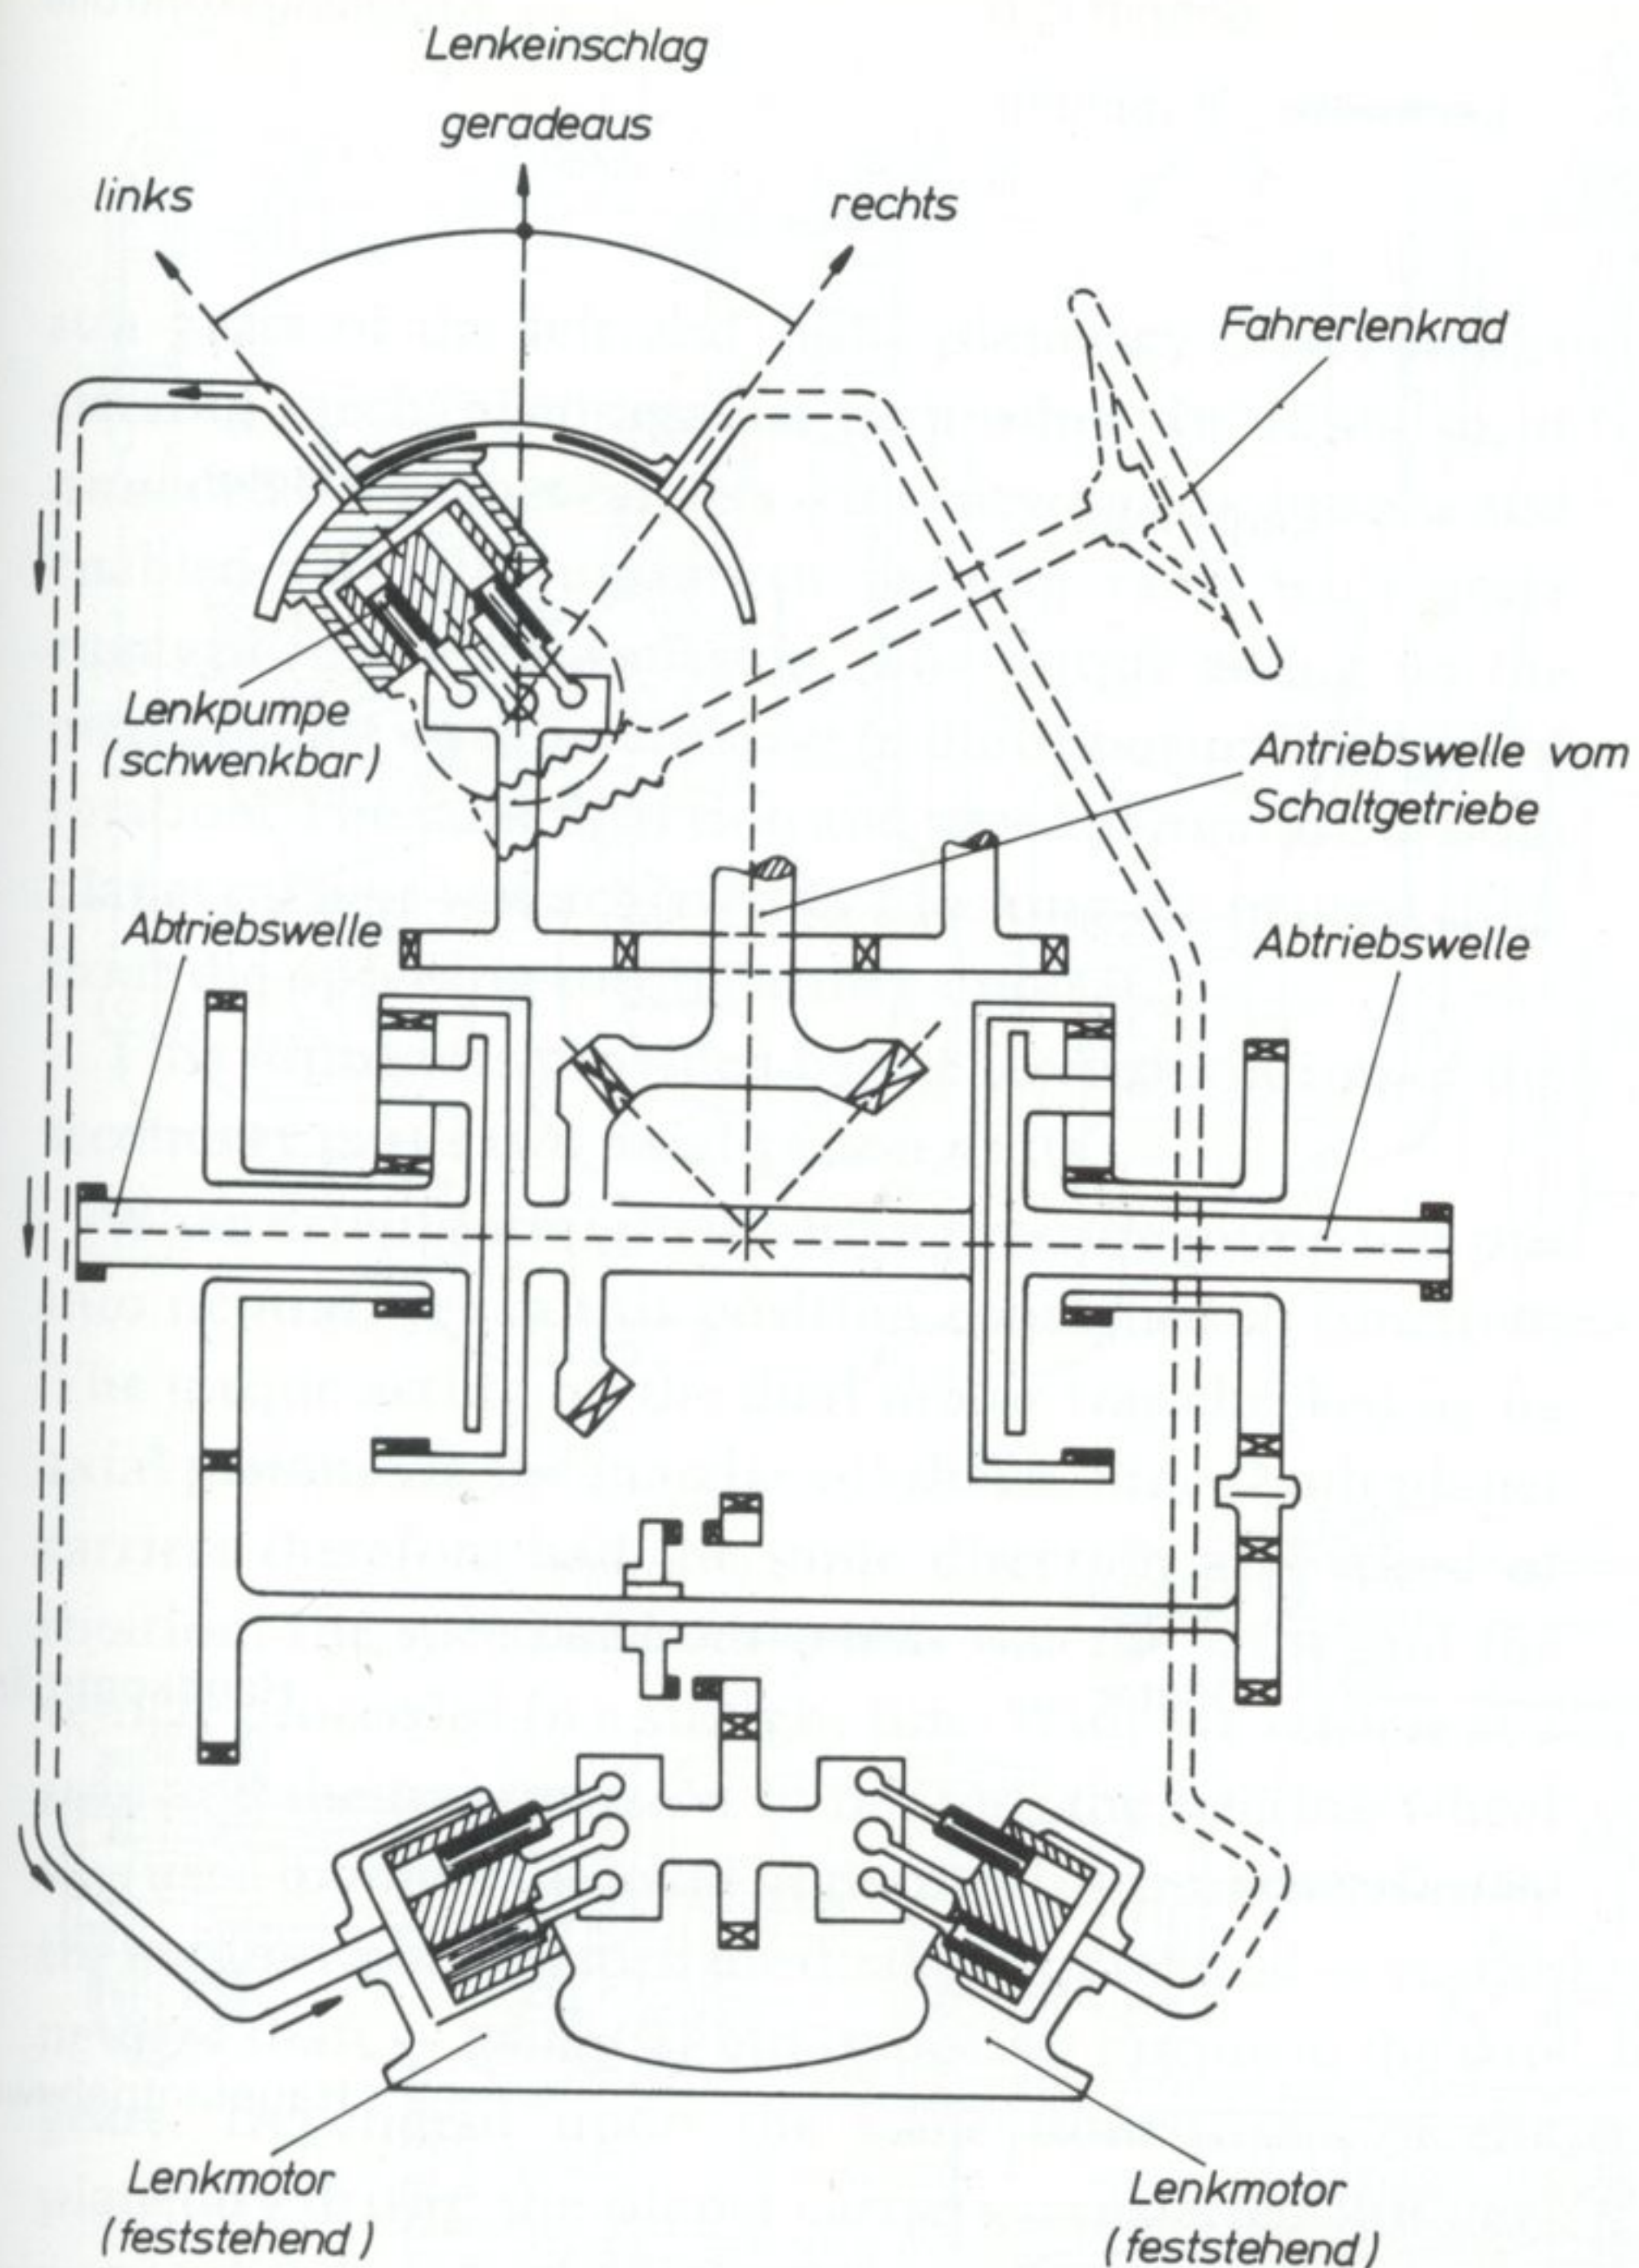 Lenkeinschlag
geradeaus
links
rechts
Fahrerlenkrad
Lenkpumpe
(schwenkbar)
Antriebswelle vom
Schaltgetriebe
Abtriebswelle
Abtriebswelle
Lenkmotor
(feststehend)
Lenkmotor
(feststehend)